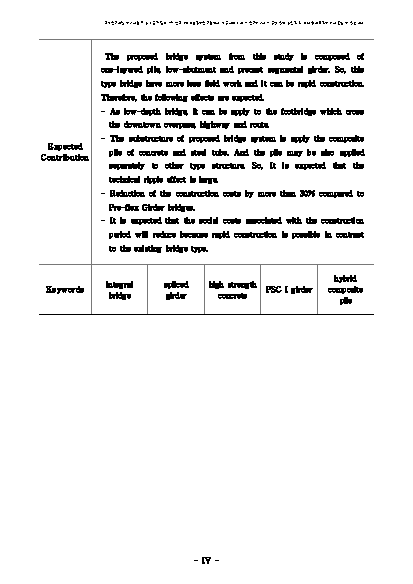 The proposed bridge system from this study is composed of
one-layered pile, low-abutment and precast segmental girder. So, this
type bridge have more less field work and it can be rapid construction.
Therefore, the following effects are expected.
- As low-depth bridge, it can be apply to the footbridge which cross
the downtown overpass, highway and route.
- The substructure of proposed bridge system is apply the composite
pile of concrete and steel tube. And the pile may be also applied
separately to other type structure. So, It is expected that the
technical ripple effect is large.
- Reduction of the construction costs by more than 30% compared to
Pre-flex Girder bridges.
- It is expected that the social costs associated with the construction
period will reduce because rapid construction is possible in contrast
to the existing bridge type.
Expected
Contribution
Keywords
integral
bridge
spliced
girder
high strength
concrete
PSC I girder
hybrid
composite
pile
- IV -